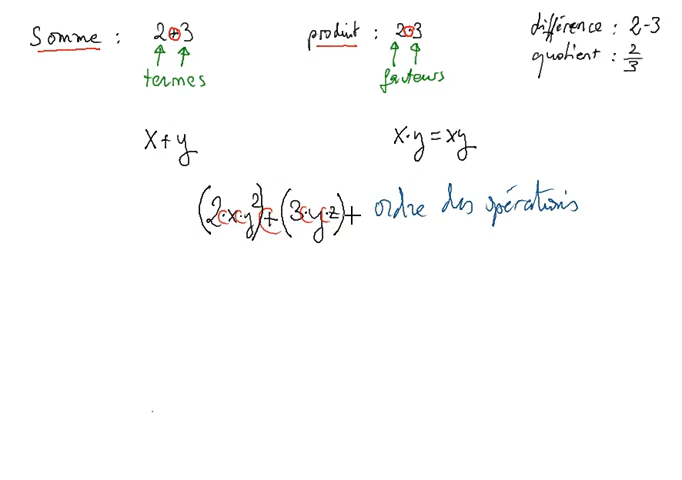 Somme : 2+3
produit : 2·3
différence : 2-3
quotient : 2/3
termes
facteurs
x+y
x·y = xy
(2·x·y²)+(3·y·z)+ ordre des opérations